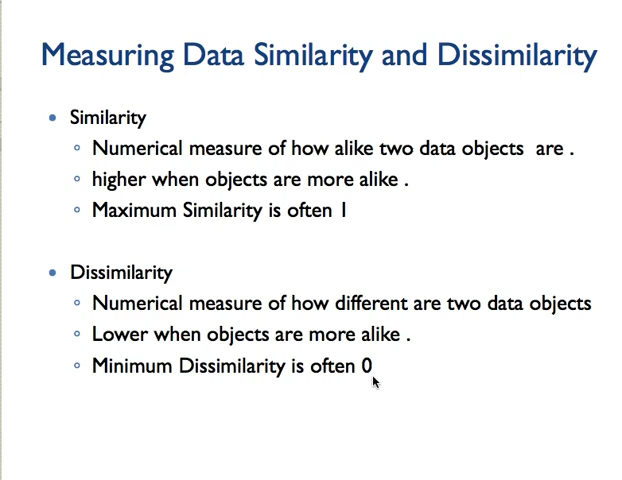 Measuring Data Similarity and Dissimilarity
Similarity
Numerical measure of how alike two data objects are .
higher when objects are more alike .
Maximum Similarity is often 1
Dissimilarity
Numerical measure of how different are two data objects
Lower when objects are more alike .
Minimum Dissimilarity is often 0